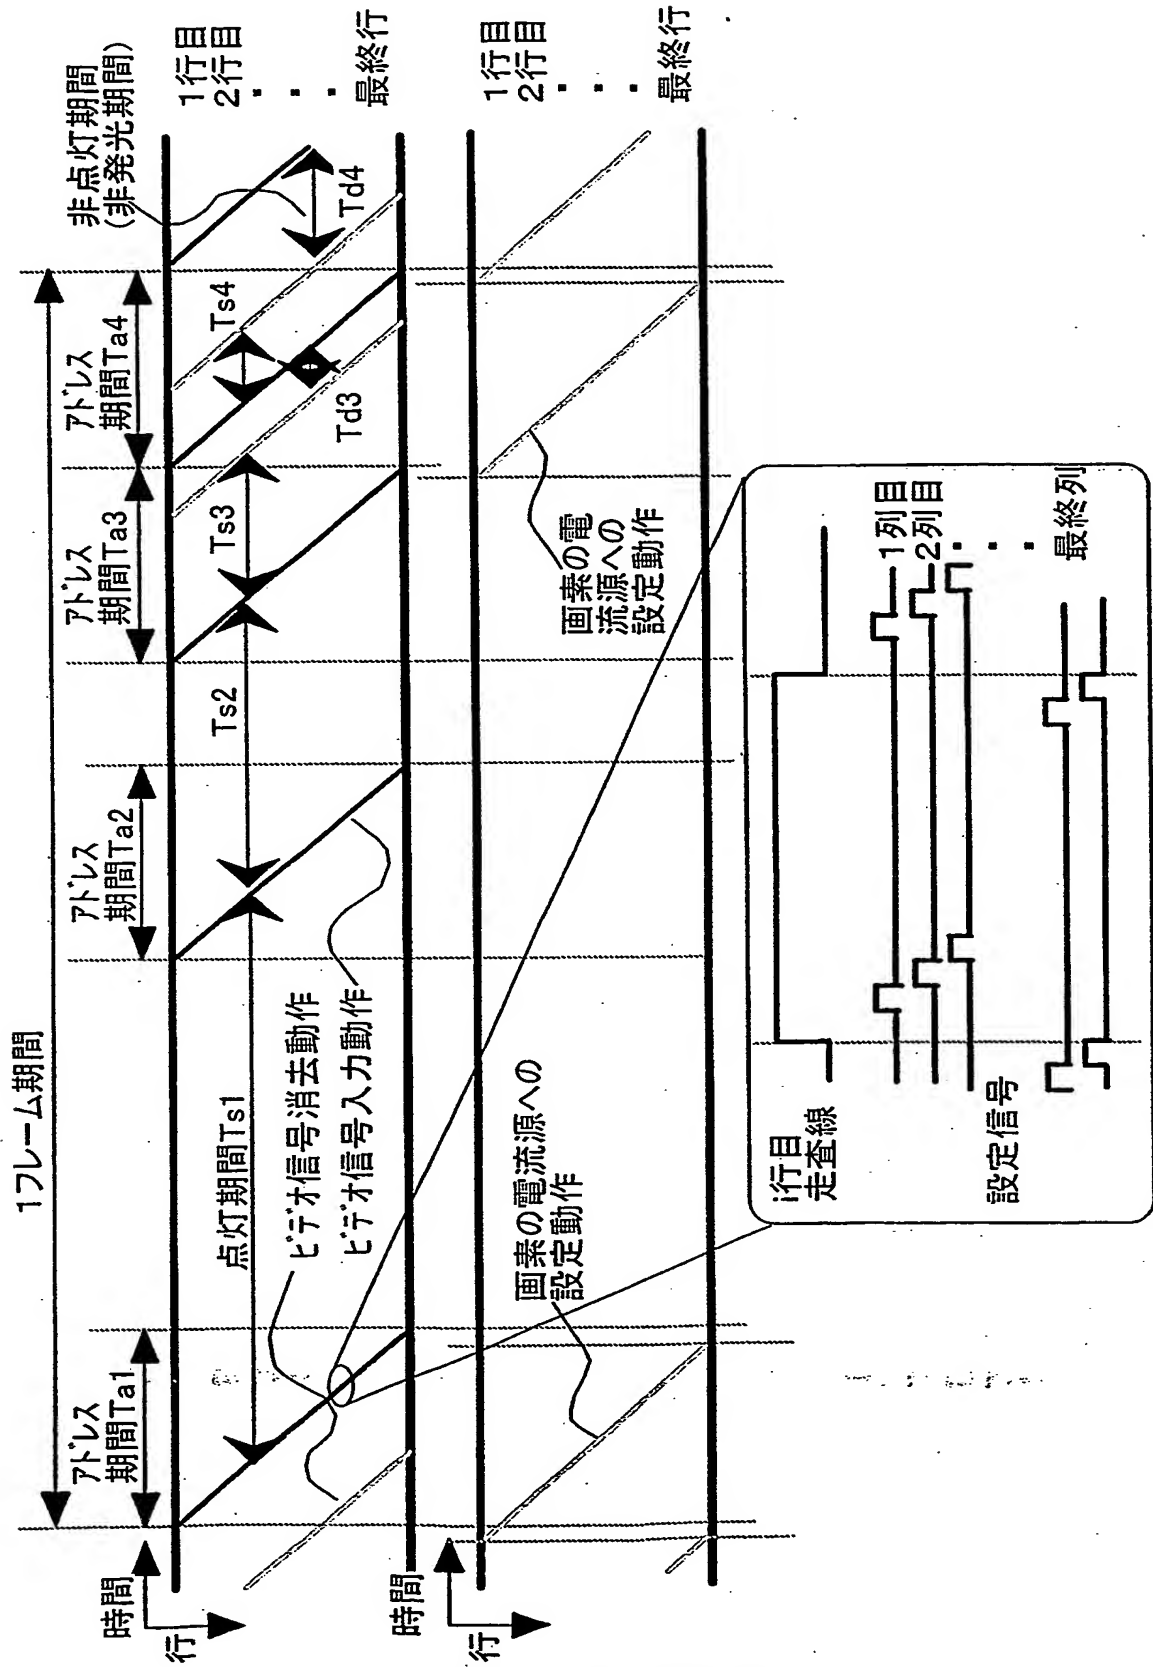 1フレーム期間
アドレス
期間Ta1
アドレス
期間Ta2
アドレス
期間Ta3
アドレス
期間Ta4
非点灯期間
(非発光期間)
時間
行
点灯期間Ts1
Ts2
Ts3
Ts4
Td3
Td4
ビデオ信号消去動作
ビデオ信号入力動作
1行目
2行目
・
・
・
最終行
時間
行
画素の電流源への
設定動作
画素の電
流源への
設定動作
1行目
2行目
・
・
・
最終行
i行目
走査線
設定信号
1列目
2列目
・
・
・
最終列